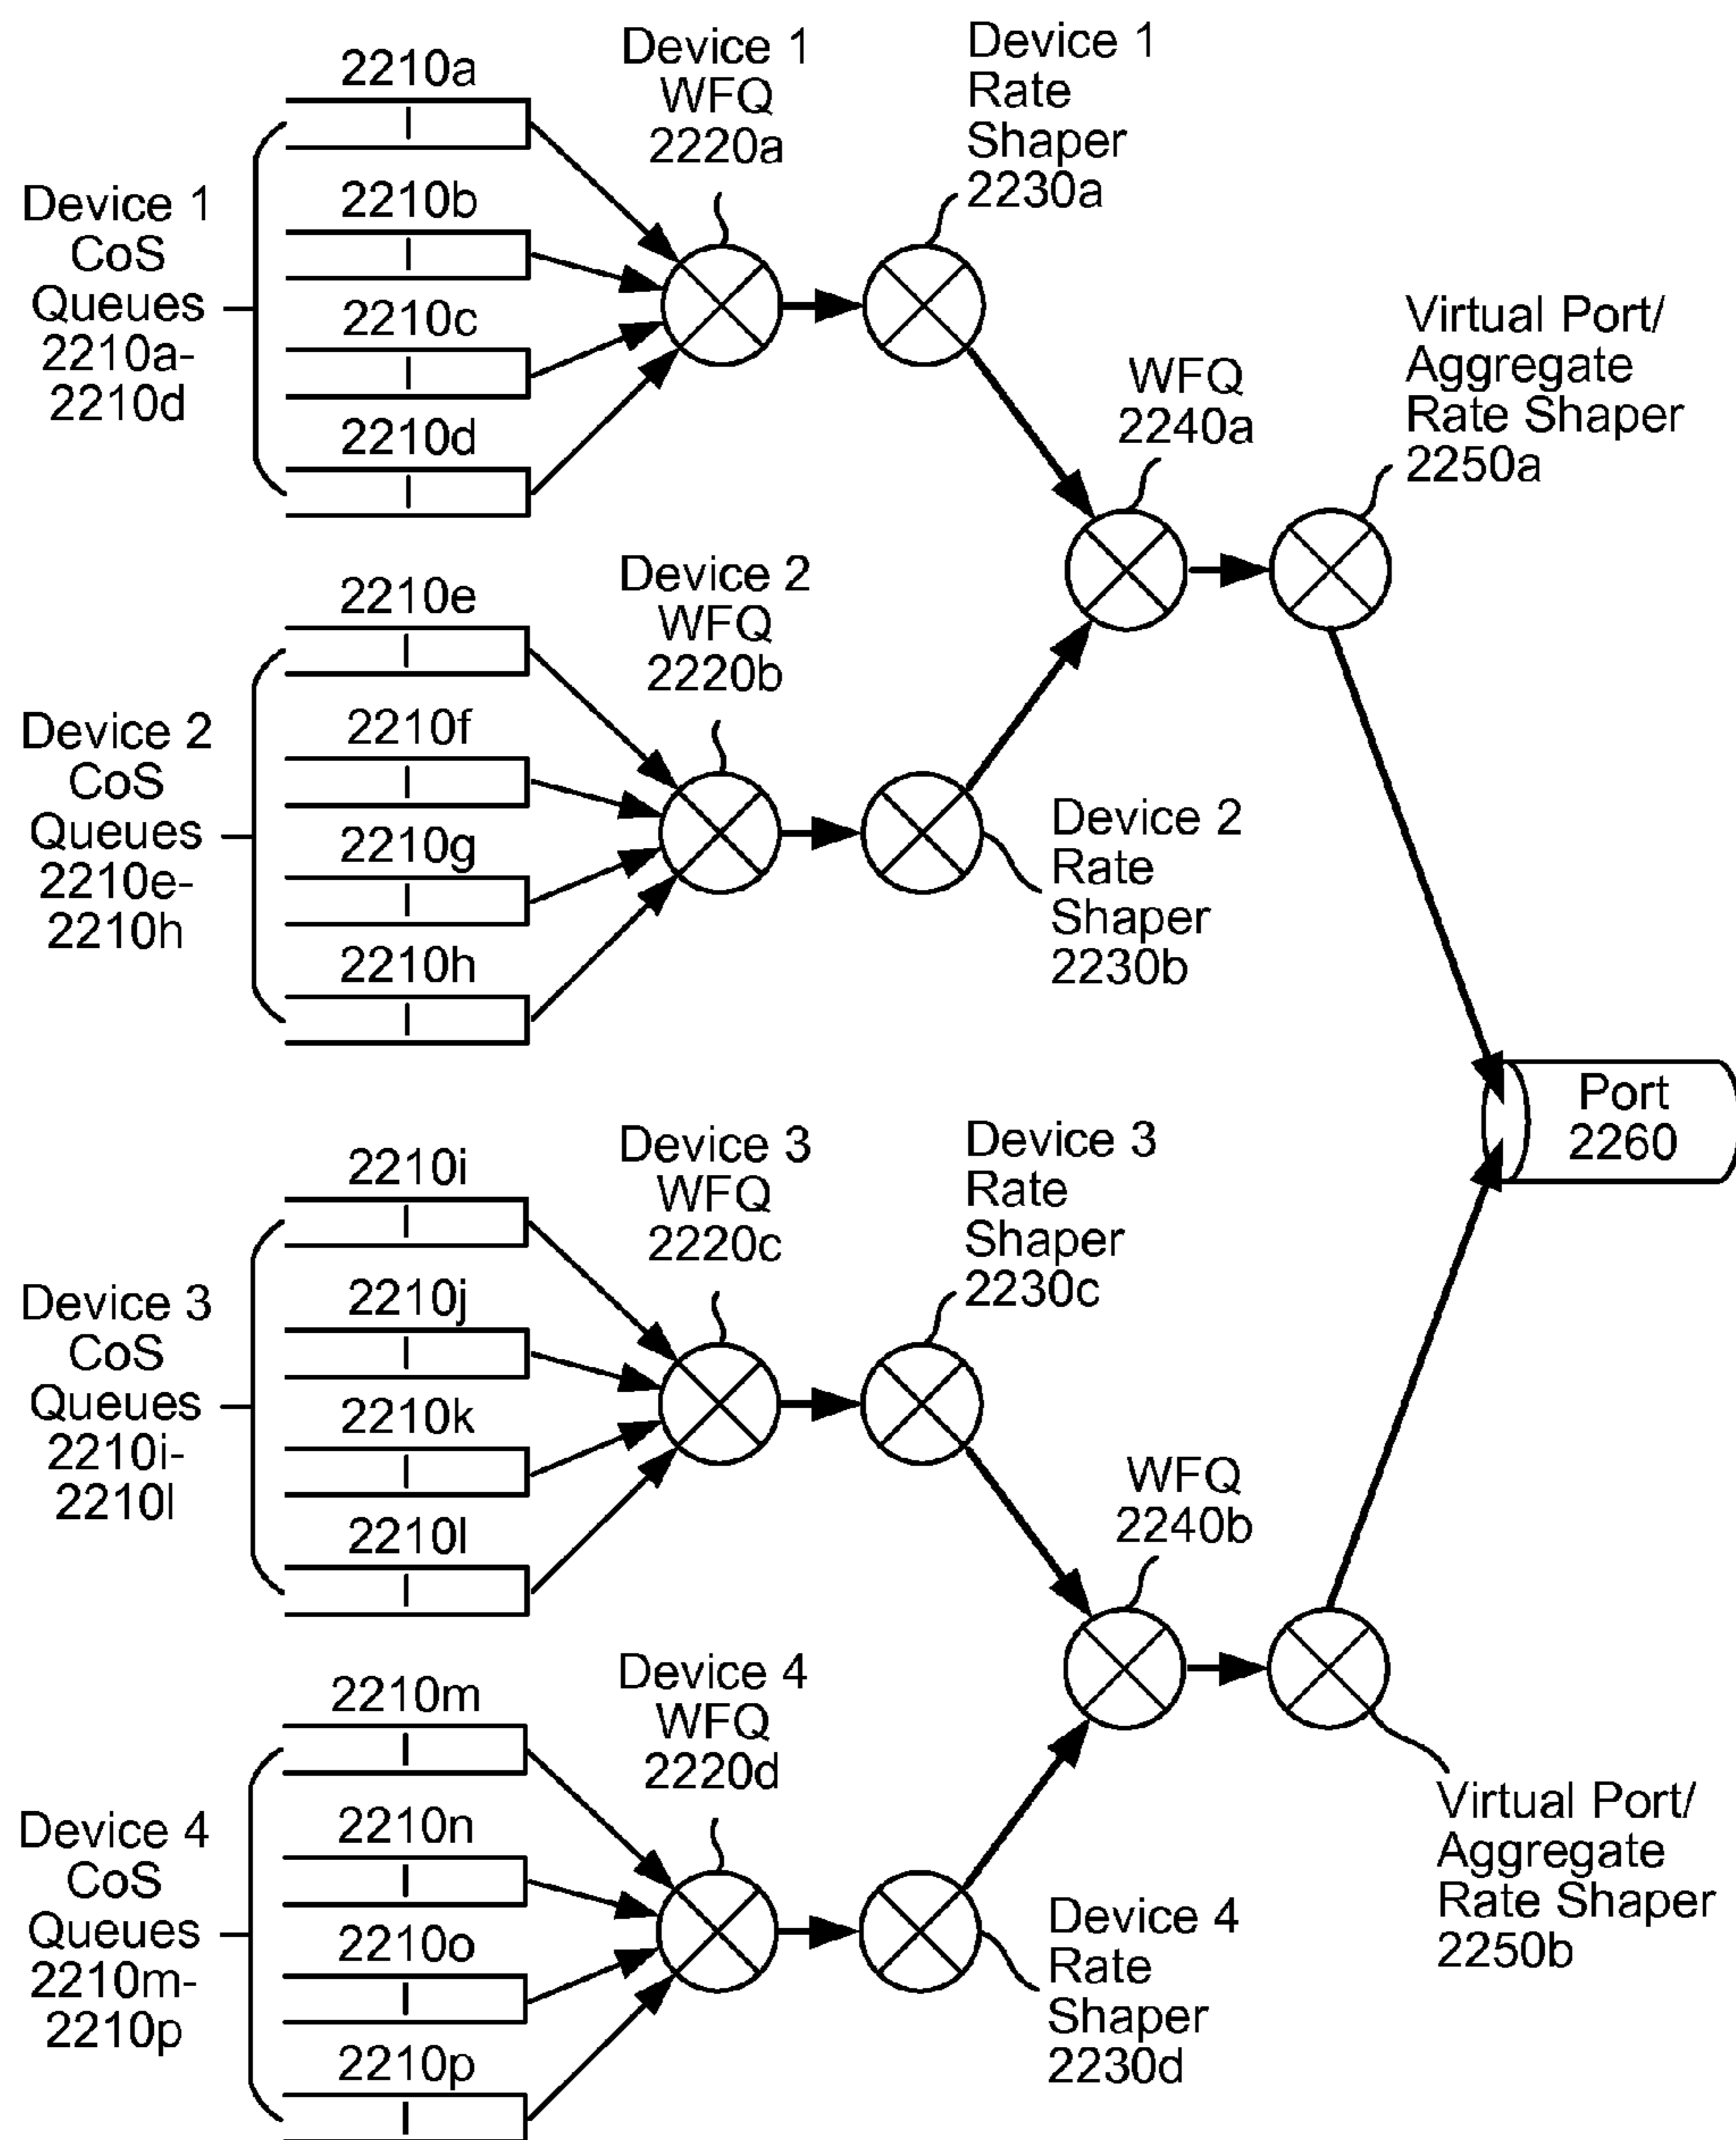 2210a
Device 1
WFQ
2220a
Device 1
Rate
Shaper
2230a
Device 1
CoS
Queues
2210a-
2210d
2210b
2210c
2210d
WFQ
2240a
Virtual Port/
Aggregate
Rate Shaper
2250a
2210e
Device 2
WFQ
2220b
Device 2
CoS
Queues
2210e-
2210h
2210f
2210g
2210h
Device 2
Rate
Shaper
2230b
Port
2260
2210i
Device 3
WFQ
2220c
Device 3
Rate
Shaper
2230c
Device 3
CoS
Queues
2210i-
2210l
2210j
2210k
2210l
WFQ
2240b
2210m
Device 4
WFQ
2220d
Device 4
CoS
Queues
2210m-
2210p
2210n
2210o
2210p
Device 4
Rate
Shaper
2230d
Virtual Port/
Aggregate
Rate Shaper
2250b